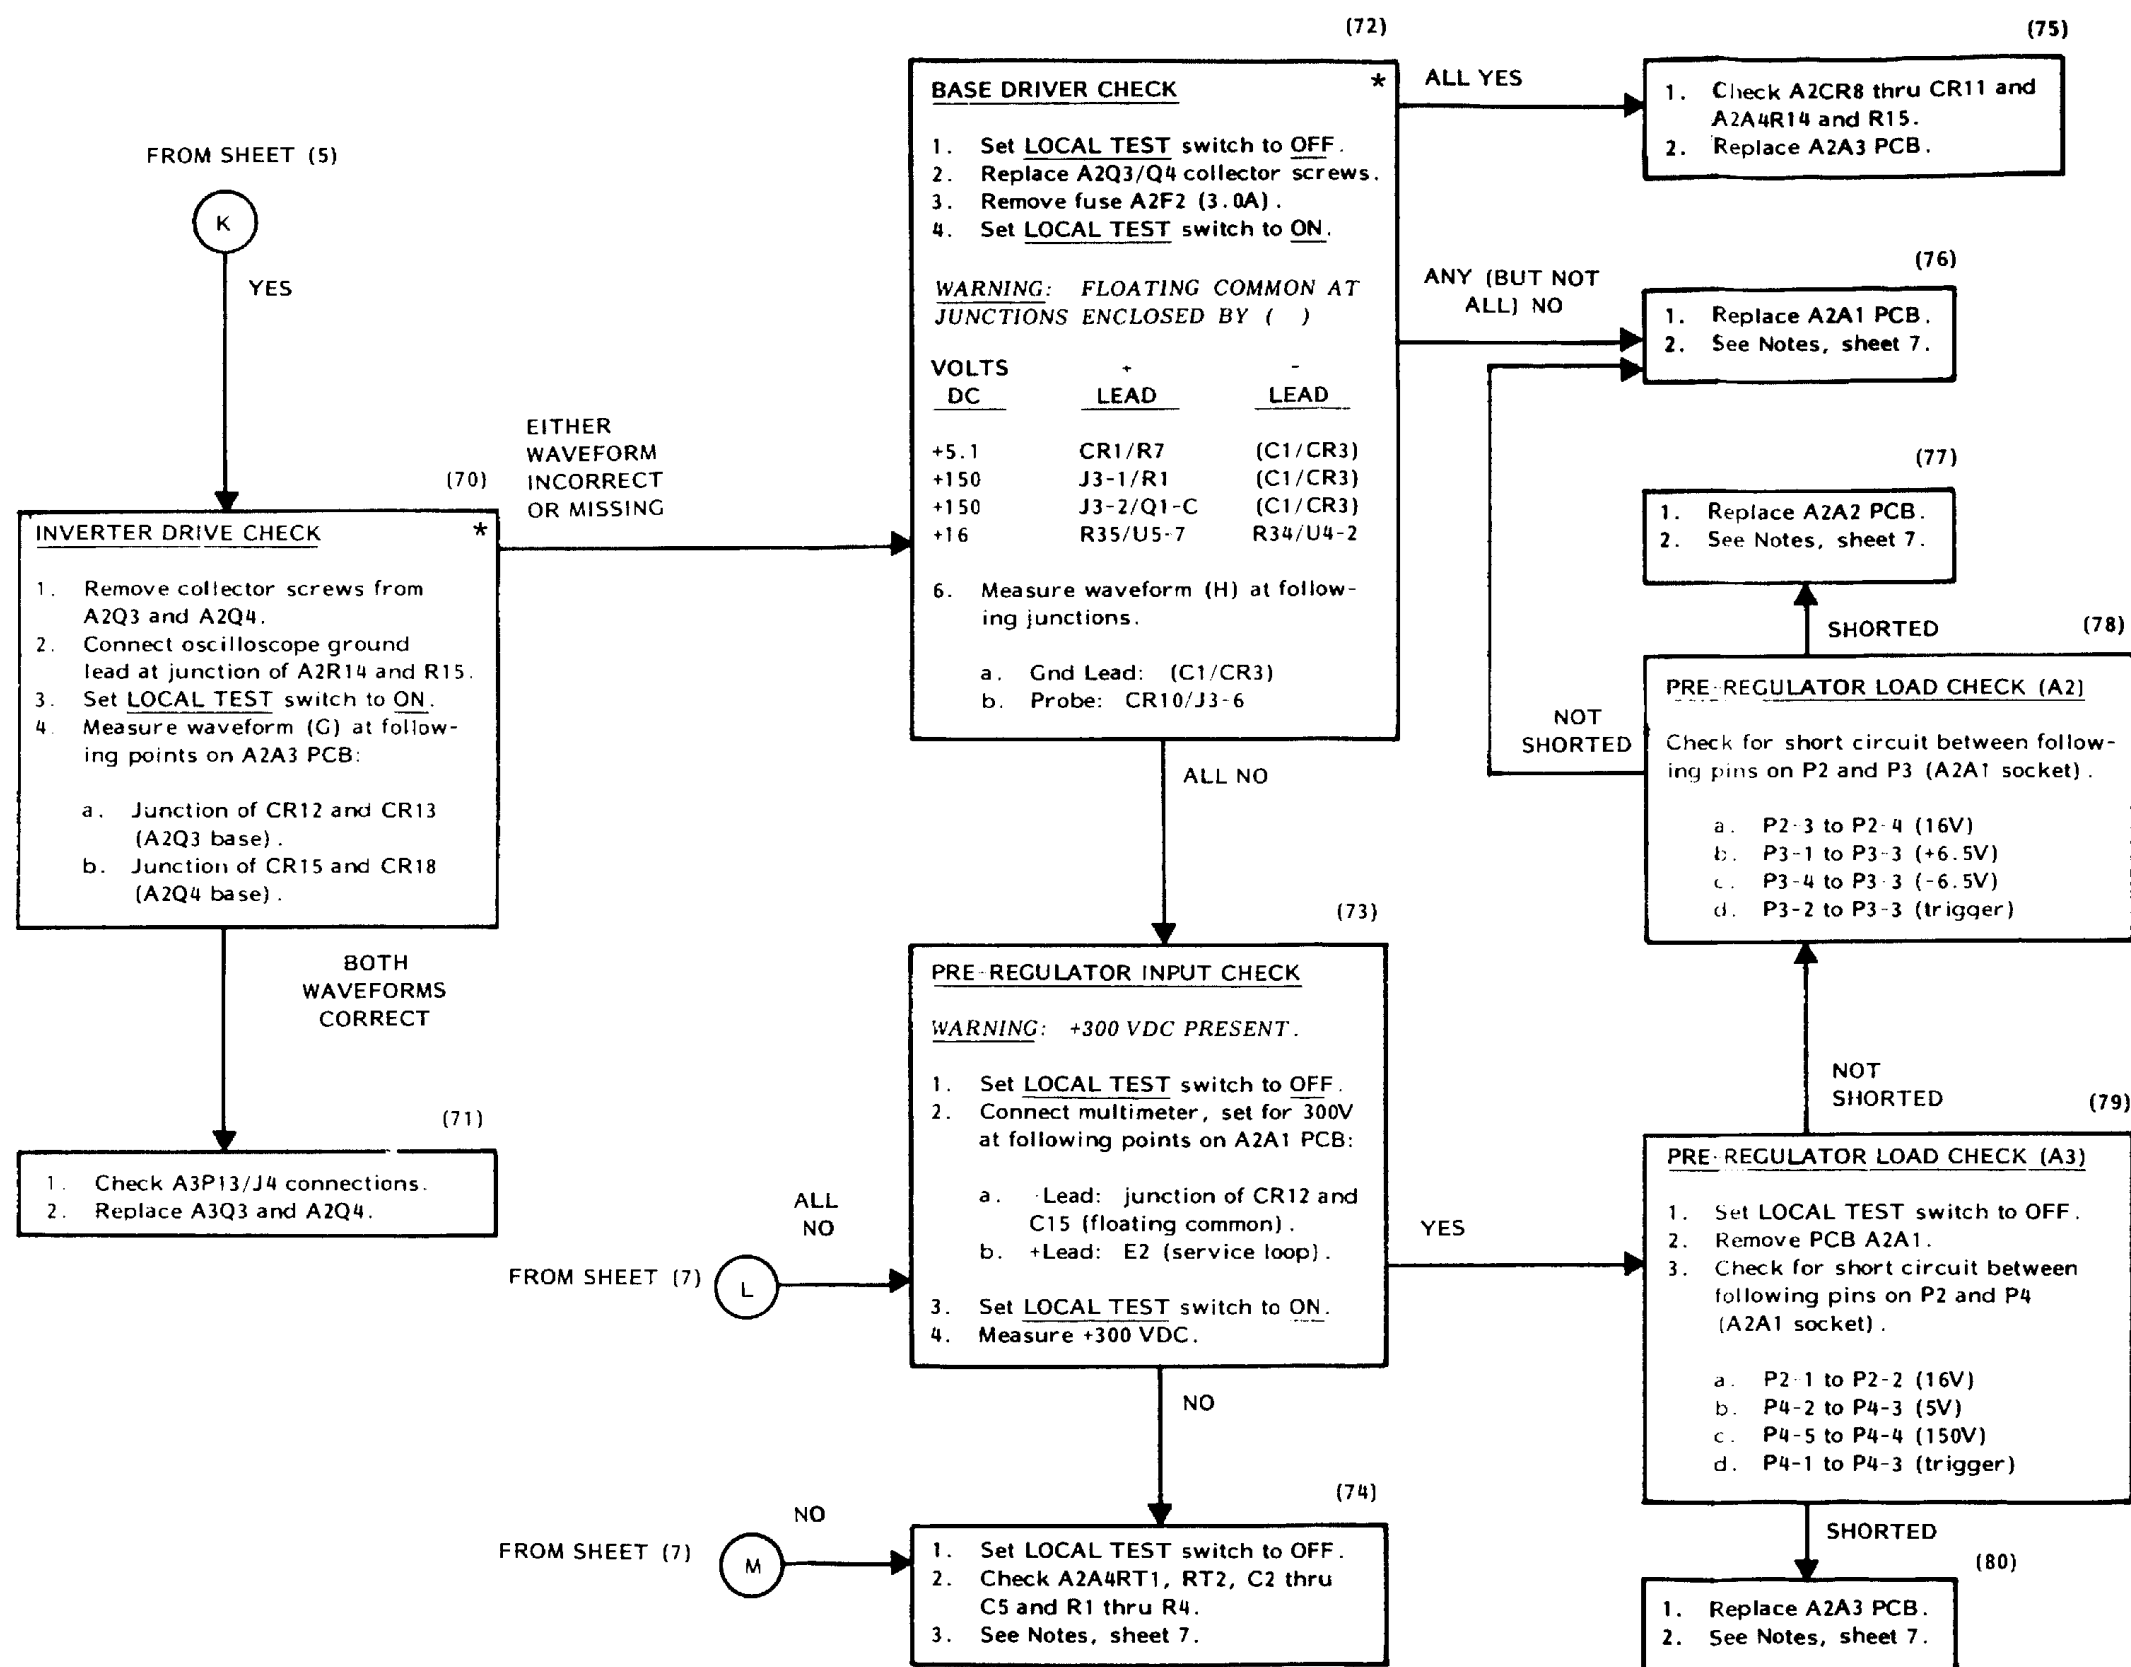 FROM SHEET (5)
K
YES
(70)
INVERTER DRIVE CHECK *
1. Remove collector screws from
A2Q3 and A2Q4.
2. Connect oscilloscope ground
lead at junction of A2R14 and R15.
3. Set LOCAL TEST switch to ON.
4. Measure waveform (G) at follow-
ing points on A2A3 PCB:
a. Junction of CR12 and CR13
(A2Q3 base).
b. Junction of CR15 and CR18
(A2Q4 base).
BOTH
WAVEFORMS
CORRECT
(71)
1. Check A3P13/J4 connections.
2. Replace A3Q3 and A2Q4.
EITHER
WAVEFORM
INCORRECT
OR MISSING
(72)
BASE DRIVER CHECK *
1. Set LOCAL TEST switch to OFF.
2. Replace A2Q3/Q4 collector screws.
3. Remove fuse A2F2 (3.0A).
4. Set LOCAL TEST switch to ON.
WARNING: FLOATING COMMON AT
JUNCTIONS ENCLOSED BY ( )
VOLTS + -
DC LEAD LEAD
+5.1 CR1/R7 (C1/CR3)
+150 J3-1/R1 (C1/CR3)
+150 J3-2/Q1-C (C1/CR3)
+16 R35/U5-7 R34/U4-2
6. Measure waveform (H) at follow-
ing junctions.
a. Gnd Lead: (C1/CR3)
b. Probe: CR10/J3-6
ALL NO
(73)
PRE-REGULATOR INPUT CHECK
WARNING: +300 VDC PRESENT.
1. Set LOCAL TEST switch to OFF.
2. Connect multimeter, set for 300V
at following points on A2A1 PCB:
a. -Lead: junction of CR12 and
C15 (floating common).
b. +Lead: E2 (service loop).
3. Set LOCAL TEST switch to ON.
4. Measure +300 VDC.
ALL
NO
FROM SHEET (7)
L
NO
(74)
1. Set LOCAL TEST switch to OFF.
2. Check A2A4RT1, RT2, C2 thru
C5 and R1 thru R4.
3. See Notes, sheet 7.
NO
FROM SHEET (7)
M
ALL YES
(75)
1. Check A2CR8 thru CR11 and
A2A4R14 and R15.
2. Replace A2A3 PCB.
ANY (BUT NOT
ALL) NO
(76)
1. Replace A2A1 PCB.
2. See Notes, sheet 7.
(77)
1. Replace A2A2 PCB.
2. See Notes, sheet 7.
SHORTED
(78)
PRE-REGULATOR LOAD CHECK (A2)
Check for short circuit between follow-
ing pins on P2 and P3 (A2A1 socket).
a. P2-3 to P2-4 (16V)
b. P3-1 to P3-3 (+6.5V)
c. P3-4 to P3-3 (-6.5V)
d. P3-2 to P3-3 (trigger)
NOT
SHORTED
NOT
SHORTED
YES
(79)
PRE-REGULATOR LOAD CHECK (A3)
1. Set LOCAL TEST switch to OFF.
2. Remove PCB A2A1.
3. Check for short circuit between
following pins on P2 and P4
(A2A1 socket).
a. P2-1 to P2-2 (16V)
b. P4-2 to P4-3 (5V)
c. P4-5 to P4-4 (150V)
d. P4-1 to P4-3 (trigger)
SHORTED
(80)
1. Replace A2A3 PCB.
2. See Notes, sheet 7.